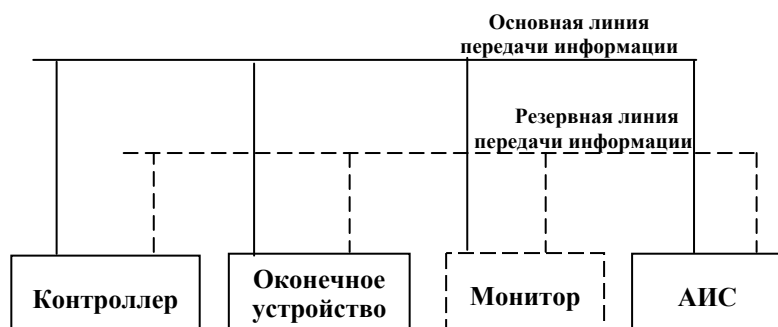 Основная линия
передачи информации
Резервная линия
передачи информации
Контроллер
Оконечное
устройство
Монитор
АИС